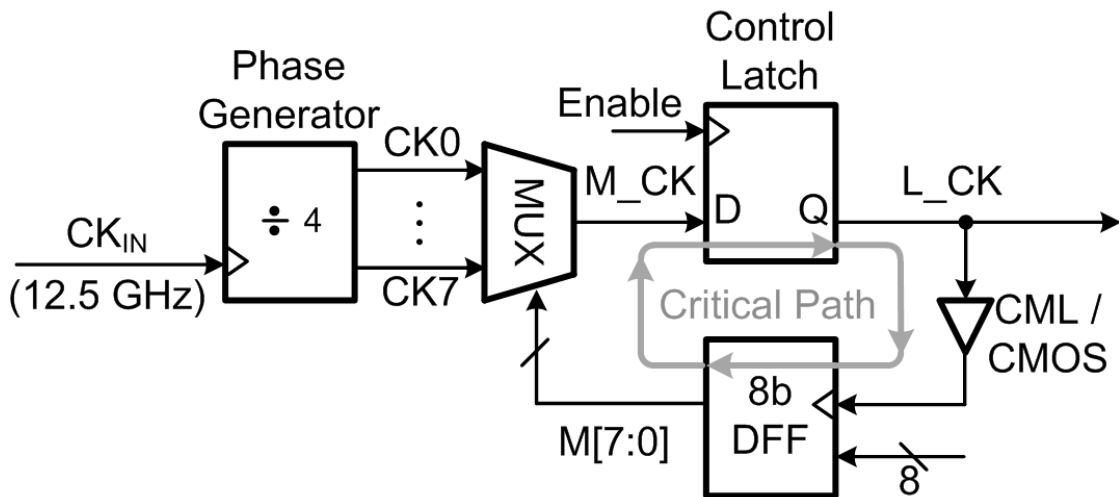 Phase
Generator
÷ 4
CK_IN
(12.5 GHz)
CK0
⋮
CK7
MUX
M_CK
Enable
Control
Latch
D
Q
L_CK
Critical Path
CML /
CMOS
8b
DFF
M[7:0]
8